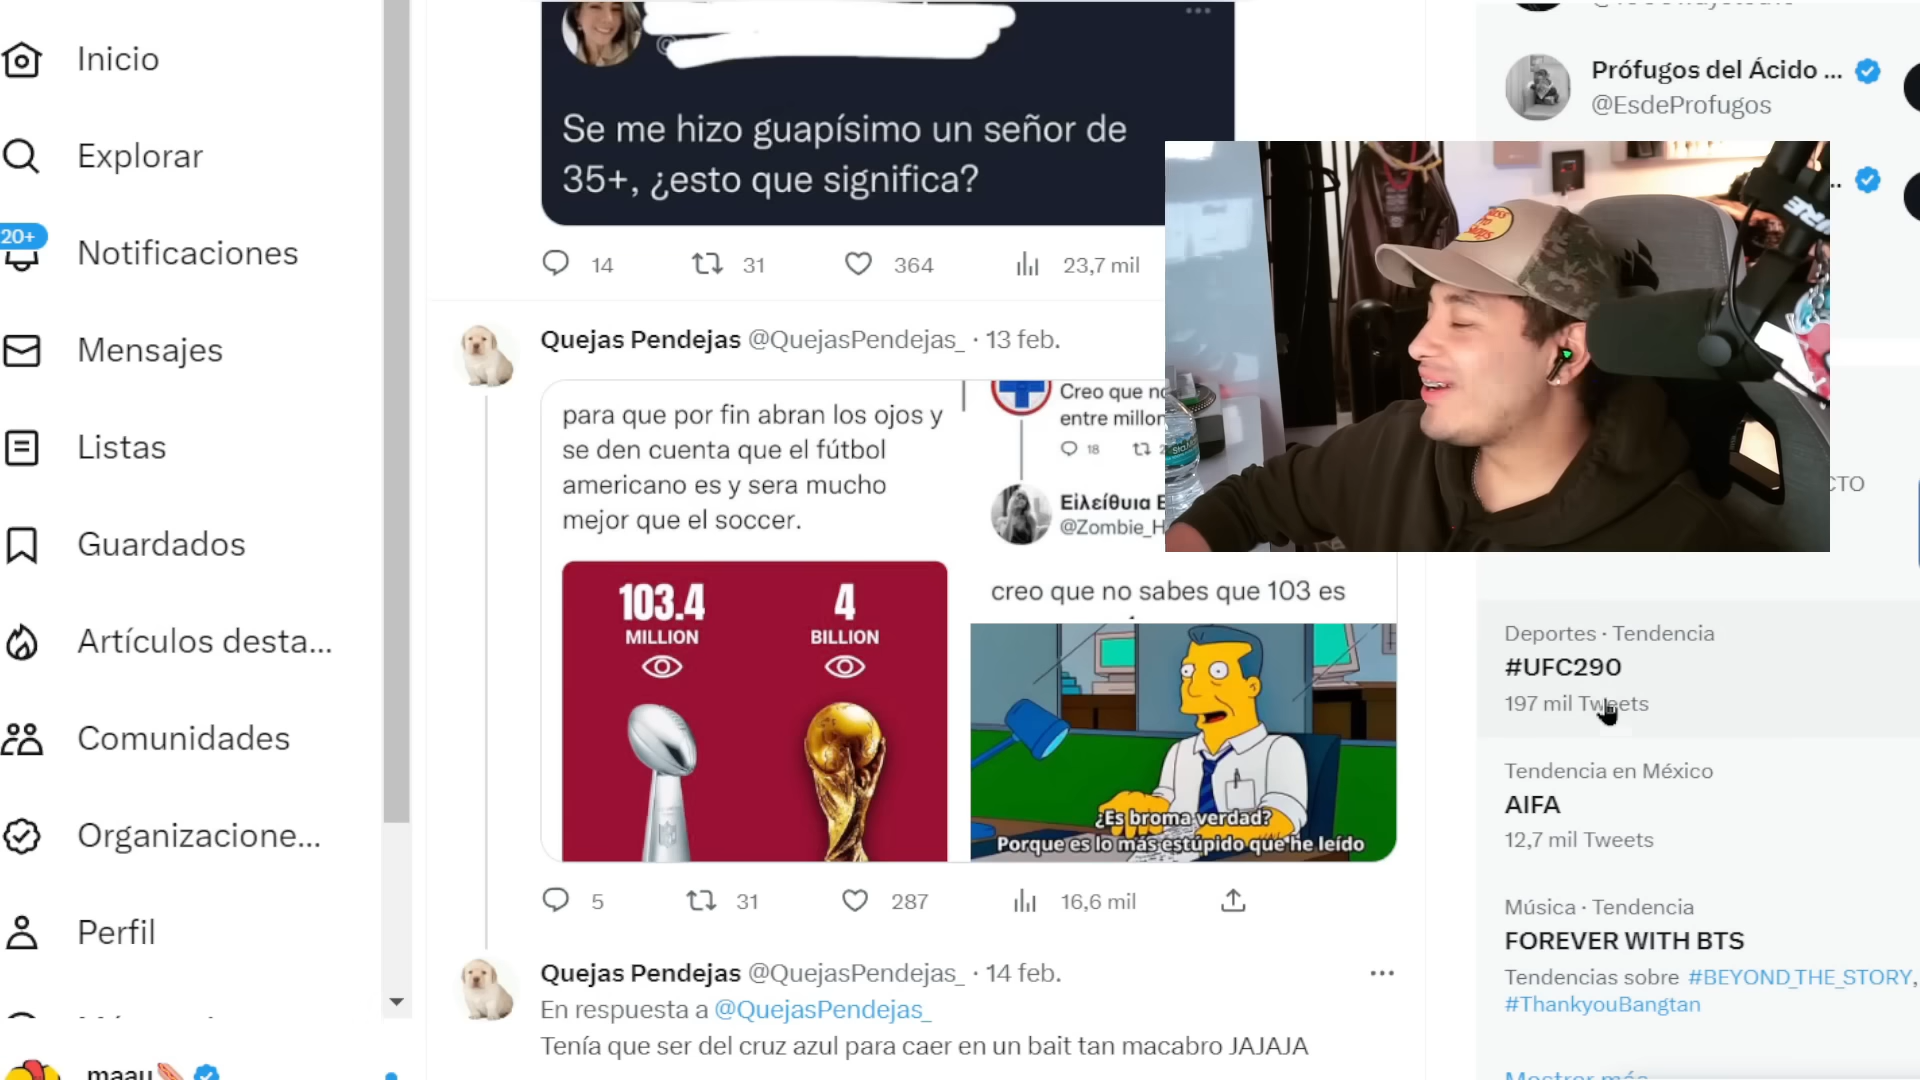 Inicio
Explorar
20+
Notificaciones
Mensajes
Listas
Guardados
Artículos desta...
Comunidades
Organizacione...
Perfil
maau
Se me hizo guapísimo un señor de
35+, ¿esto que significa?
14 31 364 23,7 mil
Quejas Pendejas @QuejasPendejas_ · 13 feb.
para que por fin abran los ojos y
se den cuenta que el fútbol
americano es y sera mucho
mejor que el soccer.
103.4
MILLION
4
BILLION
Creo que no
entre millon
18
Εἰλείθυια
@Zombie_H
creo que no sabes que 103 es
¿Es broma verdad?
Porque es lo más estúpido que he leído
5 31 287 16,6 mil
Quejas Pendejas @QuejasPendejas_ · 14 feb.
En respuesta a @QuejasPendejas_
Tenía que ser del cruz azul para caer en un bait tan macabro JAJAJA
Prófugos del Ácido ...
@EsdeProfugos
CTO
Deportes · Tendencia
#UFC290
197 mil Tweets
Tendencia en México
AIFA
12,7 mil Tweets
Música · Tendencia
FOREVER WITH BTS
Tendencias sobre #BEYOND_THE_STORY,
#ThankyouBangtan
Mostrar más